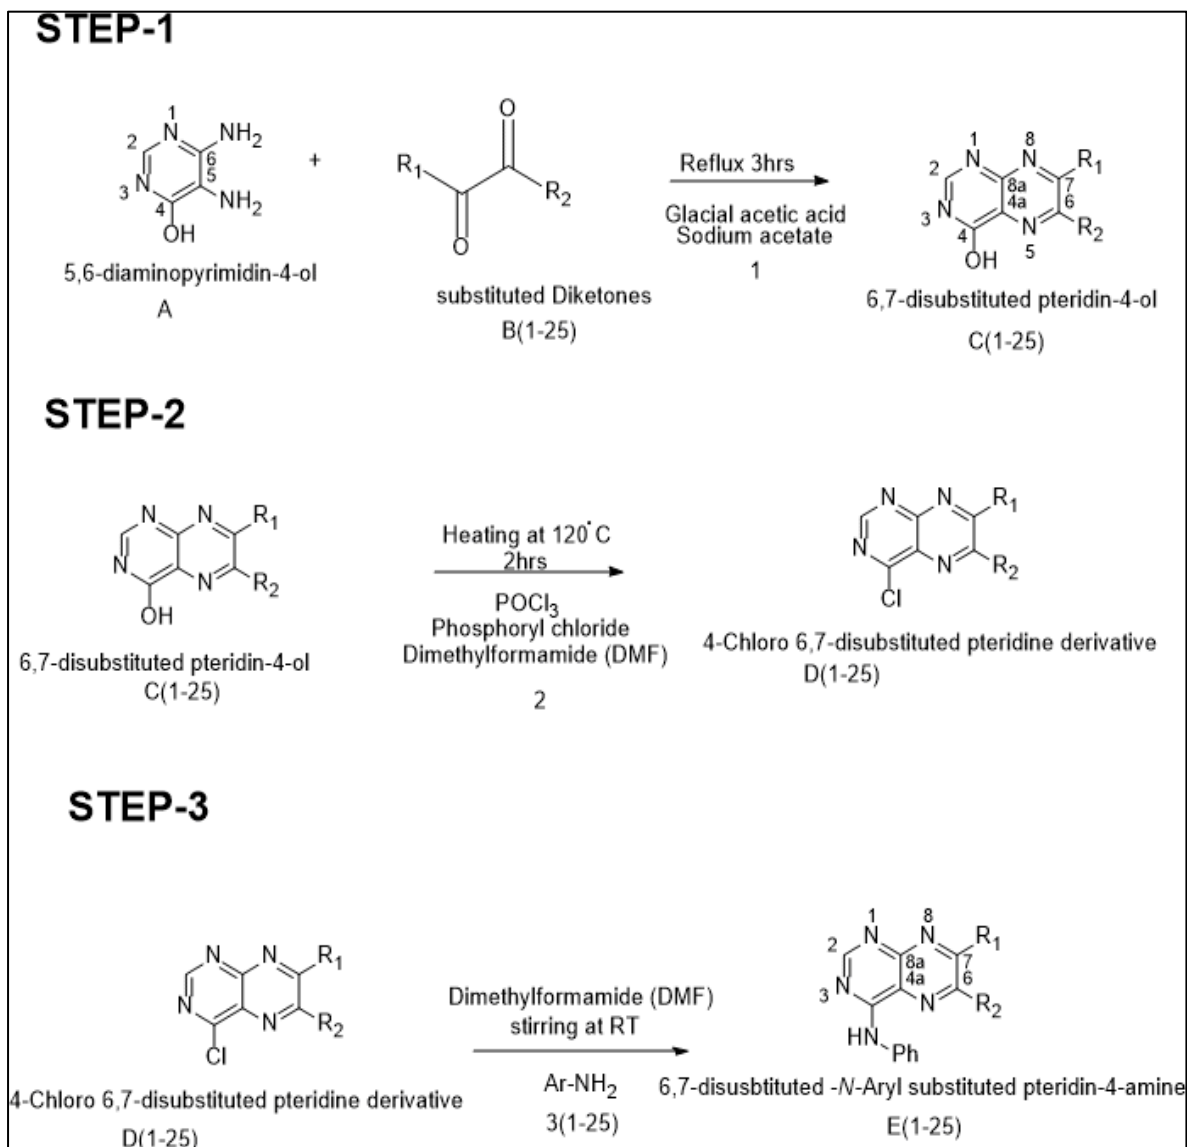 STEP-1
1
2
3
4
5
6
N
N
NH2
NH2
OH
5,6-diaminopyrimidin-4-ol
A
+
O
R1
R2
O
substituted Diketones
B(1-25)
Reflux 3hrs
Glacial acetic acid
Sodium acetate
1
1
2
3
4
4a
5
6
7
8
8a
N
N
N
N
R1
R2
OH
6,7-disubstituted pteridin-4-ol
C(1-25)
STEP-2
N
N
N
N
R1
R2
OH
6,7-disubstituted pteridin-4-ol
C(1-25)
Heating at 120°C
2hrs
POCl3
Phosphoryl chloride
Dimethylformamide (DMF)
2
N
N
N
N
R1
R2
Cl
4-Chloro 6,7-disubstituted pteridine derivative
D(1-25)
STEP-3
N
N
N
N
R1
R2
Cl
4-Chloro 6,7-disubstituted pteridine derivative
D(1-25)
Dimethylformamide (DMF)
stirring at RT
Ar-NH2
3(1-25)
1
2
3
4a
6
7
8
8a
N
N
N
N
R1
R2
HN
Ph
6,7-disusbtituted -N-Aryl substituted pteridin-4-amine
E(1-25)